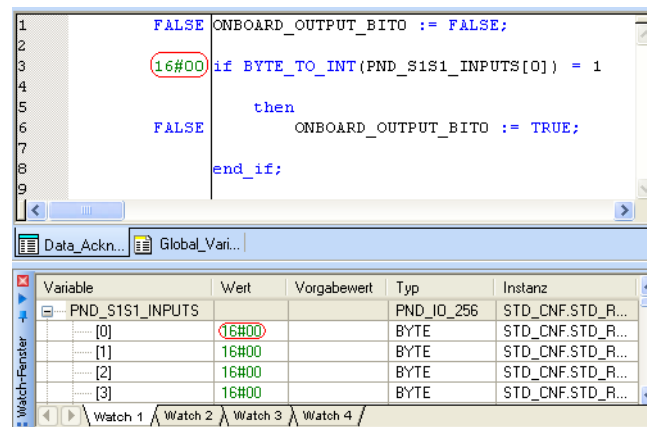 1 FALSE ONBOARD_OUTPUT_BIT0 := FALSE;
2
3 16#00 if BYTE_TO_INT(PND_S1S1_INPUTS[0]) = 1
4
5 then
6 FALSE ONBOARD_OUTPUT_BIT0 := TRUE;
7
8 end_if;
9
Data_Ackn... Global_Vari...
Variable Wert Vorgabewert Typ Instanz
PND_S1S1_INPUTS PND_IO_256 STD_CNF.STD_R...
[0] 16#00 BYTE STD_CNF.STD_R...
[1] 16#00 BYTE STD_CNF.STD_R...
[2] 16#00 BYTE STD_CNF.STD_R...
[3] 16#00 BYTE STD_CNF.STD_R...
Watch-Fenster
Watch 1 Watch 2 Watch 3 Watch 4